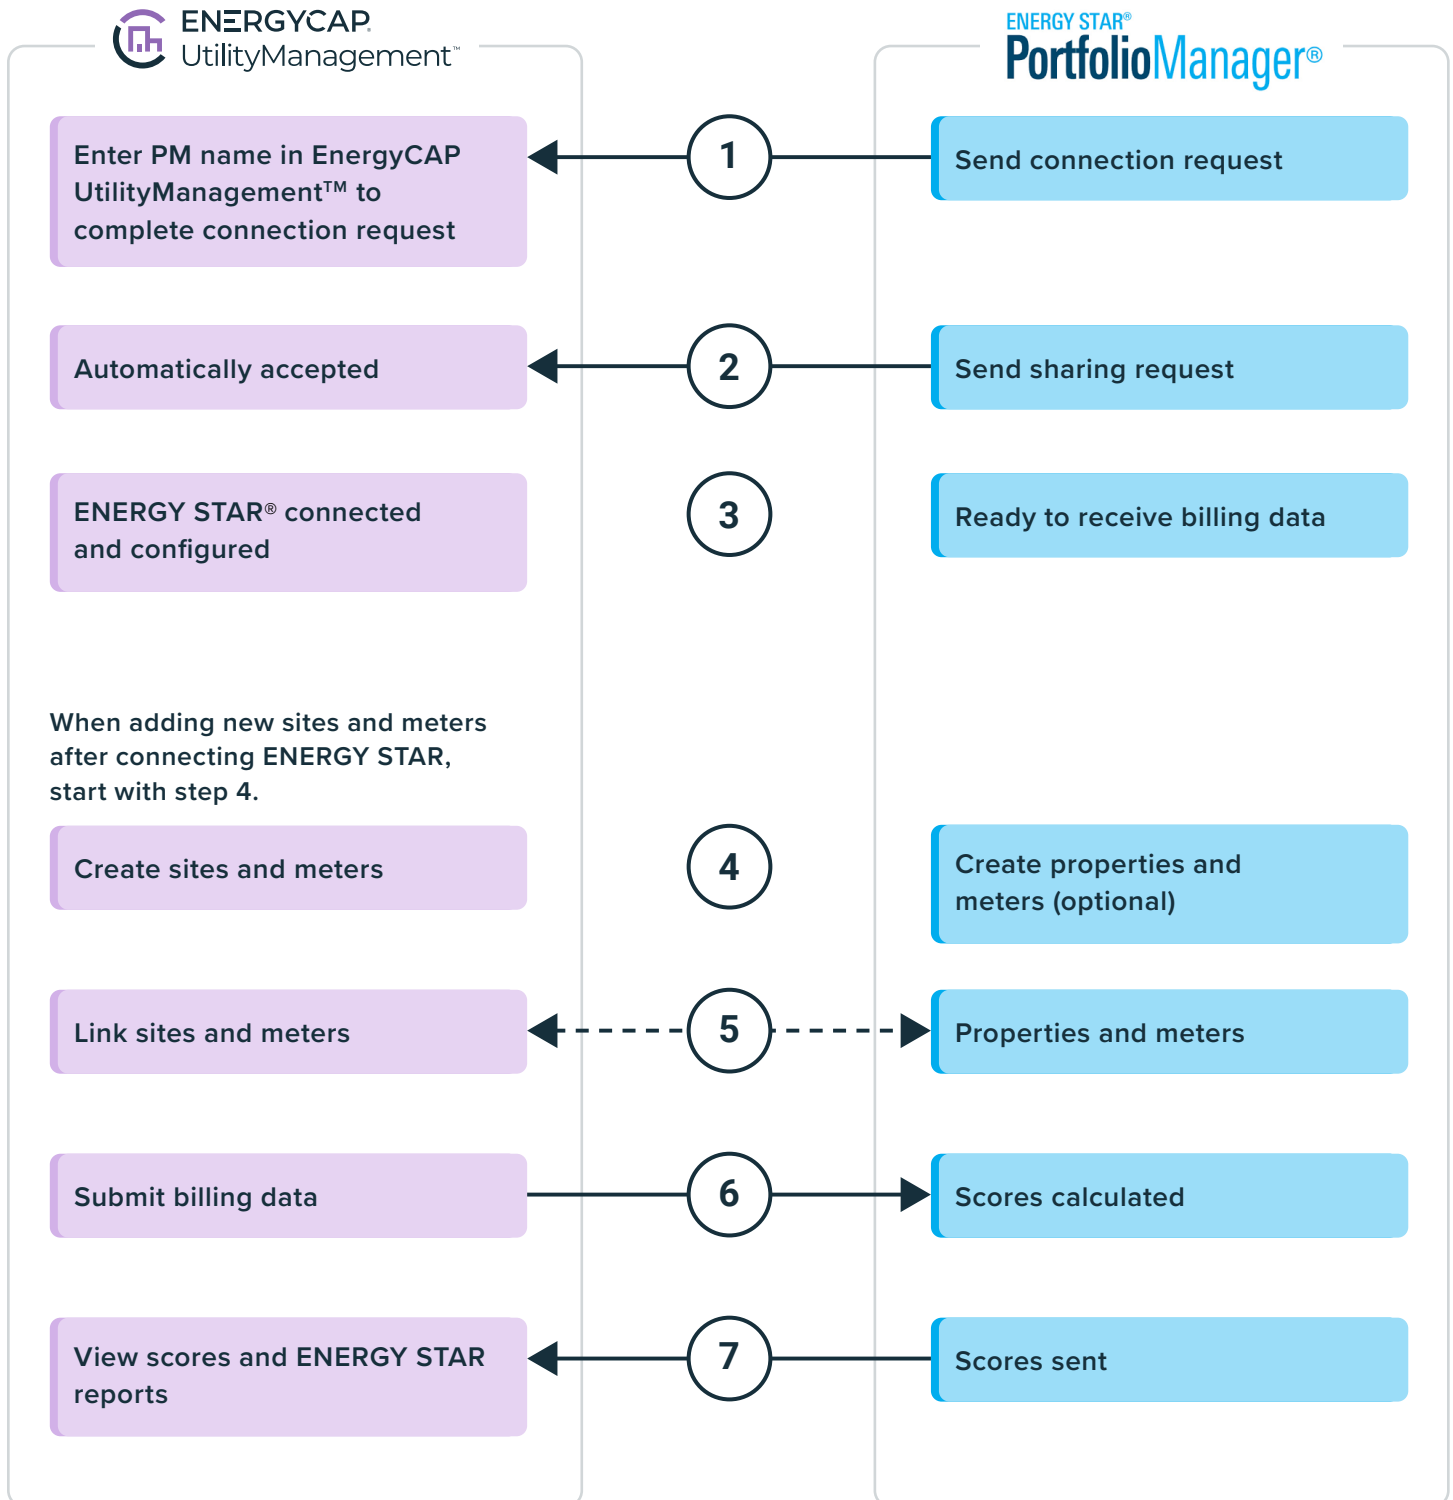 ENERGYCAP®
UtilityManagement™
ENERGY STAR®
PortfolioManager®
Enter PM name in EnergyCAP
UtilityManagement™ to
complete connection request
1
Send connection request
Automatically accepted
2
Send sharing request
ENERGY STAR® connected
and configured
3
Ready to receive billing data
When adding new sites and meters
after connecting ENERGY STAR,
start with step 4.
Create sites and meters
4
Create properties and
meters (optional)
Link sites and meters
5
Properties and meters
Submit billing data
6
Scores calculated
View scores and ENERGY STAR
reports
7
Scores sent